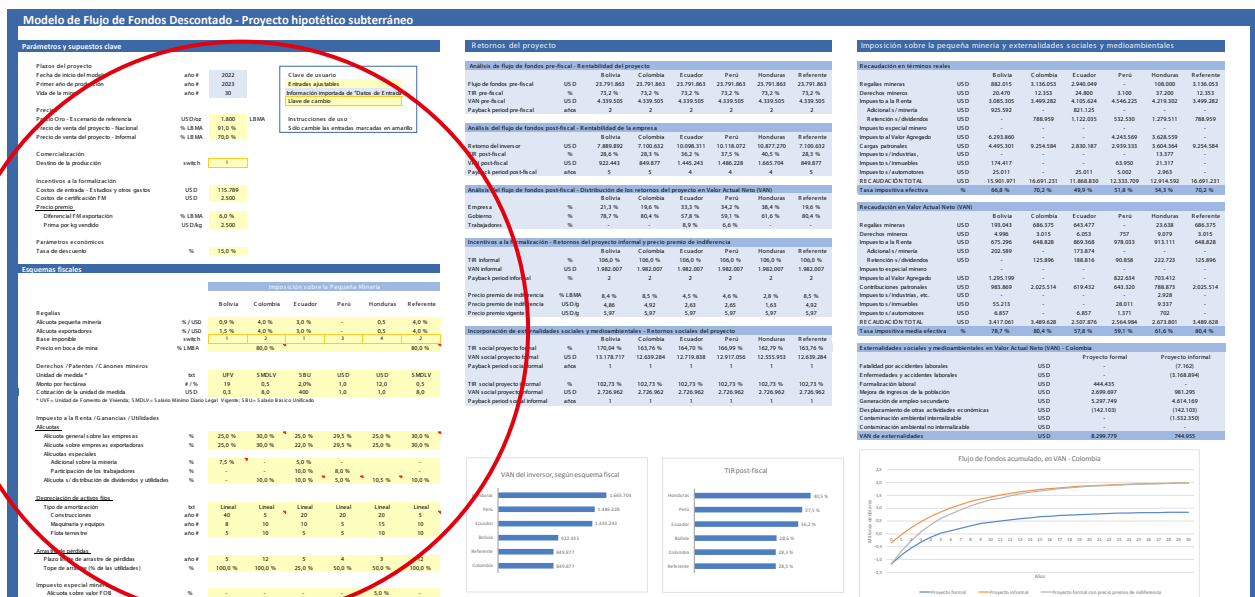 Modelo de Flujo de Fondos Descontado - Proyecto hipotético subterráneo
Parámetros y supuestos clave
Plazos del proyecto
Fecha de inicio del modelo año # 2022
Primer año de producción año # 2023
Vida de la mina año # 30
Clave de usuario
Entradas ajustables
Información importada de "Datos de Entrada
Llave de cambio
Instrucciones de uso
Sólo cambie las entradas marcadas en amarillo
Precio
Precio Oro - Escenario de referencia USD/oz 1.800 LBMA
Precio de venta del proyecto - Nacional % LBMA 91,0 %
Precio de venta del proyecto - Informal % LBMA 70,0 %
Comercialización
Destino de la producción switch 1
Incentivos a la formalización
Costos de entrada - Estudios y otros gastos USD 115.789
Costos de certificación FM USD 2.500
Precio premio
Diferencial FM exportación % LBMA 6,0 %
Prima por kg vendido USD/kg 2.500
Parámetros económicos
Tasa de descuento % 15,0 %
Esquemas fiscales
Imposición sobre la Pequeña Minería
Bolivia Colombia Ecuador Perú Honduras Referente
Regalías
Alícuota pequeña minería % / USD 0,9 % 4,0 % 3,0 % - 0,5 4,0 %
Alícuota exportadores % / USD 1,5 % 4,0 % 3,0 % - 0,5 4,0 %
Base imponible switch 1 2 1 3 4 2
Precio en boca de mina % LMBA 80,0 % 80,0 %
Derechos / Patentes / Cánones mineros
Unidad de medida * txt UFV SMDLV SBU USD USD SMDLV
Monto por hectárea # / % 19 0,5 2,0% 1,0 12,0 0,5
Cotización de la unidad de medida $ 0,3 8,0 400 1,0 1,0 8,0
* UVF= Unidad de Fomento de Vivienda; SMDLV= Salario Mínimo Diario Legal Vigente; SBU= Salario Básico Unificado
Impuesto a la Renta / Ganancias / Utilidades
Alícuotas
Alícuota general sobre las empresas % 25,0 % 30,0 % 25,0 % 29,5 % 25,0 % 30,0 %
Alícuota sobre empresas exportadoras % 25,0 % 30,0 % 22,0 % 29,5 % 25,0 % 30,0 %
Alícuotas especiales
Adicional sobre la minería % 7,5 % - 5,0 %
Participación de los trabajadores % - - 10,0 % 8,0 %
Alícuota s/ distribución de dividendos y utilidades % - 10,0 % 10,0 % 5,0 % 10,5 % 10,0 %
Depreciación de activos fijos
Tipo de amortización txt Lineal Lineal Lineal Lineal Lineal Lineal
Construcciones año # 40 5 20 20 20 5
Maquinaria y equipos año # 8 10 10 5 15 10
Flota terrestre año # 5 10 5 5 10 10
Arrastre de pérdidas
Plazo límite de arrastre de pérdidas año # 5 12 5 4 3 12
Tope de arrastre (% de las utilidades) % 100,0 % 100,0 % 25,0 % 50,0 % 50,0 % 100,0 %
Impuesto especial minero
Alícuota sobre valor FOB % - - - - 5,0 % -
Retornos del proyecto
Análisis de flujo de fondos pre-fiscal - Rentabilidad del proyecto
Bolivia Colombia Ecuador Perú Honduras Referente
Flujo de fondos pre-fiscal USD 23.791.863 23.791.863 23.791.863 23.791.863 23.791.863 23.791.863
TIR pre-fiscal % 73,2 % 73,2 % 73,2 % 73,2 % 73,2 % 73,2 %
VAN pre-fiscal USD 4.339.505 4.339.505 4.339.505 4.339.505 4.339.505 4.339.505
Payback period pre-fiscal años 2 2 2 2 2 2
Análisis del flujo de fondos post-fiscal - Rentabilidad de la empresa
Bolivia Colombia Ecuador Perú Honduras Referente
Retorno del inversor USD 7.889.892 7.100.632 10.098.311 10.118.072 10.877.270 7.100.632
TIR post-fiscal % 28,6 % 28,3 % 36,2 % 37,5 % 40,5 % 28,3 %
VAN post-fiscal USD 922.443 849.877 1.445.243 1.486.228 1.665.704 849.877
Payback period post-fiscal años 5 5 4 4 4 5
Análisis del flujo de fondos post-fiscal - Distribución de los retornos del proyecto en Valor Actual Neto (VAN)
Bolivia Colombia Ecuador Perú Honduras Referente
Empresa % 21,3 % 19,6 % 33,3 % 34,2 % 38,4 % 19,6 %
Gobierno % 78,7 % 80,4 % 57,8 % 59,1 % 61,6 % 80,4 %
Trabajadores % - - 8,9 % 6,6 % - -
Incentivos a la formalización - Retornos del proyecto informal y precio premio de indiferencia
TIR informal % 106,0 % 106,0 % 106,0 % 106,0 % 106,0 % 106,0 %
VAN informal USD 1.982.007 1.982.007 1.982.007 1.982.007 1.982.007 1.982.007
Payback period informal años 2 2 2 2 2 2
Precio premio de indiferencia % LBMA 8,4 % 8,5 % 4,5 % 4,6 % 2,8 % 8,5 %
Precio premio de indiferencia USD/g 4,86 4,92 2,63 2,65 1,63 4,92
Precio premio vigente USD/g 5,97 5,97 5,97 5,97 5,97 5,97
Incorporación de externalidades sociales y medioambientales - Retornos sociales del proyecto
TIR social proyecto formal % 170,04 % 163,76 % 164,70 % 166,99 % 162,79 % 163,76 %
VAN social proyecto formal USD 13.178.717 12.639.284 12.719.838 12.917.056 12.555.953 12.639.284
Payback period social formal años 1 1 1 1 1 1
TIR social proyecto informal % 102,73 % 102,73 % 102,73 % 102,73 % 102,73 % 102,73 %
VAN social proyecto informal USD 2.726.962 2.726.962 2.726.962 2.726.962 2.726.962 2.726.962
Payback period social informal años 1 1 1 1 1 1
VAN del inversor, según esquema fiscal
Honduras 1.665.704
Perú 1.486.228
Ecuador 1.445.243
Bolivia 922.443
Referente 849.877
Colombia 849.877
TIR post-fiscal
Honduras 40,5 %
Perú 37,5 %
Ecuador 36,2 %
Bolivia 28,6 %
Colombia 28,3 %
Referente 28,3 %
Imposición sobre la pequeña minería y externalidades sociales y medioambientales
Recaudación en términos reales
Bolivia Colombia Ecuador Perú Honduras Referente
Regalías mineras USD 882.015 3.136.053 2.940.049 108.000 3.136.053
Derechos mineros USD 20.470 12.353 24.800 3.100 37.200 12.353
Impuesto a la Renta USD 3.085.305 3.499.282 4.105.624 4.546.225 4.219.302 3.499.282
Adicional s/ minería USD 925.592 - 821.125 - - -
Retención s/ dividendos USD - 788.959 1.122.035 532.530 1.279.511 788.959
Impuesto especial minero USD - - - - - -
Impuesto al Valor Agregado USD 6.293.860 - - 4.243.569 3.628.559 -
Cargas patronales USD 4.495.301 9.254.584 2.830.187 2.939.333 3.604.364 9.254.584
Impuesto s/ industrias, USD - - - - 13.377 -
Impuesto s/ inmuebles USD 174.417 - - 63.950 21.317 -
Impuesto s/ automotores USD 25.011 - - 5.002 2.963 -
RECAUDACIÓN TOTAL USD 15.901.971 16.691.231 11.868.830 12.333.709 12.914.592 16.691.231
Tasa impositiva efectiva % 66,8 % 70,2 % 49,9 % 51,8 % 54,3 % 70,2 %
Recaudación en Valor Actual Neto (VAN)
Bolivia Colombia Ecuador Perú Honduras Referente
Regalías mineras USD 193.043 686.375 643.477 - 23.638 686.375
Derechos mineros USD 4.996 3.015 6.053 757 9.079 3.015
Impuesto a la Renta USD 675.296 648.828 869.368 978.033 913.111 648.828
Adicional s/ minería USD 202.589 - 173.874 - - -
Retención s/ dividendos USD - 125.896 188.816 90.858 222.723 125.896
Impuesto especial minero USD - - - - - -
Impuesto al Valor Agregado USD 1.295.199 - - 822.634 703.412 -
Contribuciones patronales USD 983.869 2.025.514 619.432 643.320 788.873 2.025.514
Impuesto s/ industrias, etc. USD - - - - 2.928 -
Impuesto s/ inmuebles USD 55.213 - - 28.011 9.337 -
Impuesto s/ automotores USD 6.857 - - 1.371 702 -
RECAUDACIÓN TOTAL USD 3.417.061 3.489.628 2.507.876 2.564.984 2.673.801 3.489.628
Tasa impositiva media efectiva % 78,7 % 80,4 % 57,8 % 59,1 % 61,6 % 80,4 %
Externalidades sociales y medioambientales en Valor Actual Neto (VAN) - Colombia
Proyecto formal Proyecto informal
Fatalidad por accidentes laborales USD - (7.162)
Enfermedades y accidentes laborales USD - (3.168.894)
Formalización laboral USD 444.435 -
Mejora de ingresos de la población USD 2.699.697 981.295
Generación de empleo secundario USD 5.297.749 4.614.169
Desplazamiento de otras actividades económicas USD (142.103) (142.103)
Contaminación ambiental internalizable USD - (1.532.350)
Contaminación ambiental no internalizable USD - -
VAN de externalidades USD 8.299.779 744.955
Flujo de fondos acumulado, en VAN - Colombia
Millones de dólares
2,5
2,0
1,5
1,0
0,5
0,0
-0,5
-1,0
-1,5
0 1 2 3 4 5 6 7 8 9 10 11 12 13 14 15 16 17 18 19 20 21 22 23 24 25 26 27 28 29 30
Años
Proyecto formal Proyecto informal Proyecto formal con precio premio de indiferencia